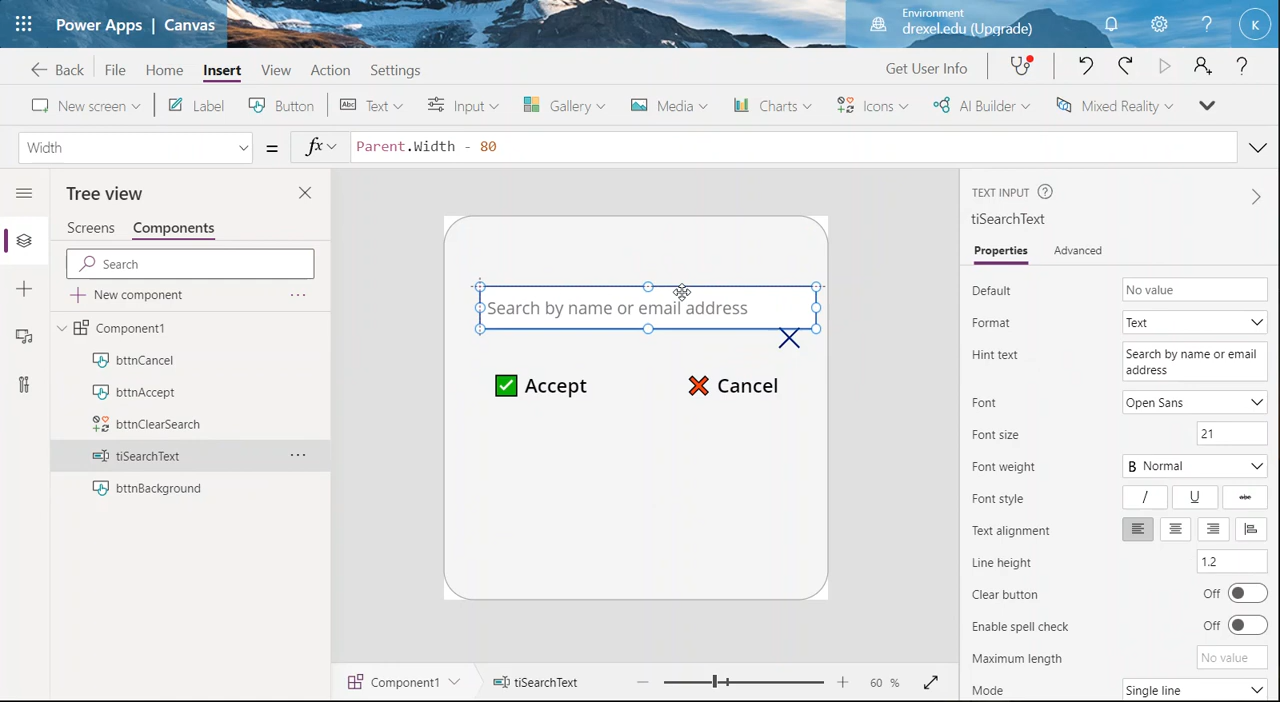 Power Apps | Canvas
Environment
drexel.edu (Upgrade)
K
Back File Home Insert View Action Settings Get User Info
New screen Label Button Text Input Gallery Media Charts Icons AI Builder Mixed Reality
Width = fx Parent.Width - 80
Tree view
Screens Components
Search
New component
Component1
bttnCancel
bttnAccept
bttnClearSearch
tiSearchText
bttnBackground
Search by name or email address
Accept Cancel
Component1 tiSearchText 60 %
TEXT INPUT
tiSearchText
Properties Advanced
Default No value
Format Text
Hint text Search by name or email
address
Font Open Sans
Font size 21
Font weight B Normal
Font style / U abc
Text alignment
Line height 1.2
Clear button Off
Enable spell check Off
Maximum length No value
Mode Single line